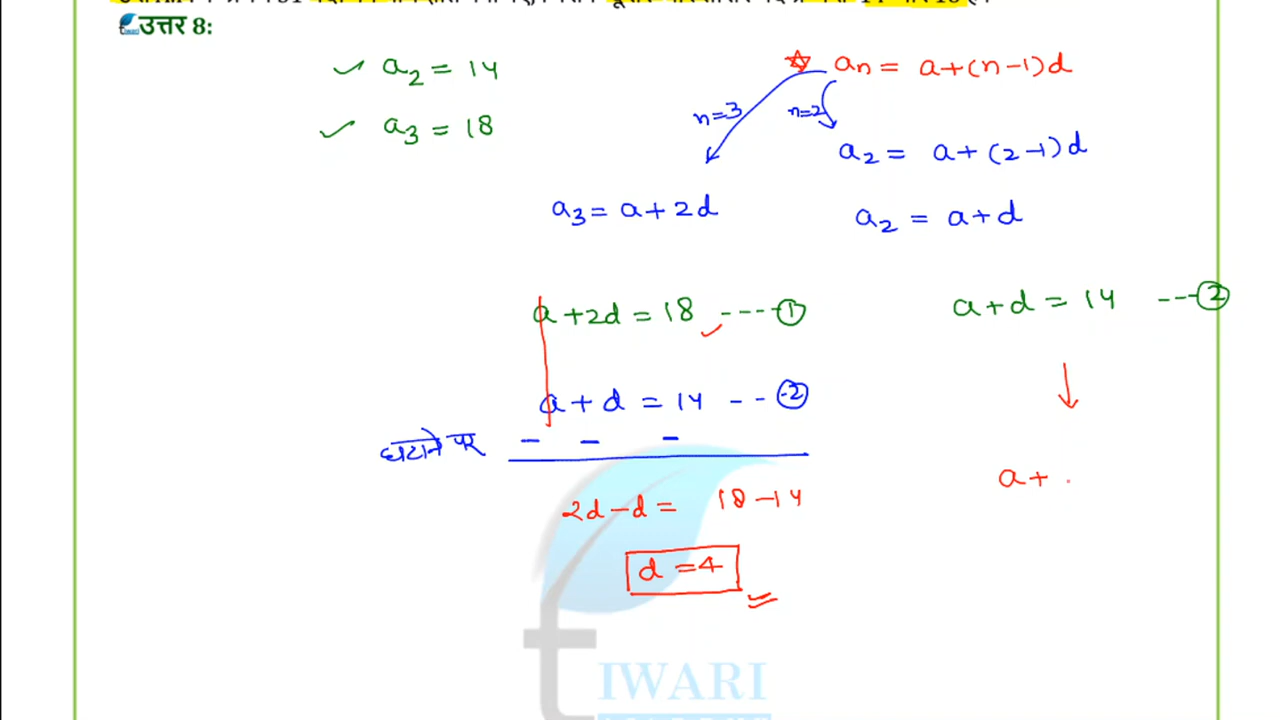 उत्तर 8:
a₂ = 14
a₃ = 18
aₙ = a+(n-1)d
n=3
n=2
a₂ = a+(2-1)d
a₃ = a+2d
a₂ = a+d
a+2d = 18 ----①
a+d = 14 ---②
a+d = 14 --②
घटाने पर - - -
2d-d = 18-14
a+
d = 4
IWARI